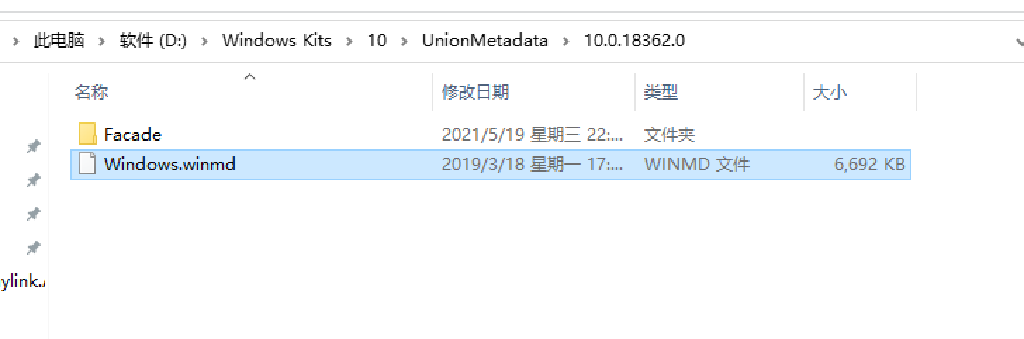 此电脑 > 软件 (D:) > Windows Kits > 10 > UnionMetadata > 10.0.18362.0
名称 修改日期 类型 大小
Facade 2021/5/19 星期三 22:... 文件夹
Windows.winmd 2019/3/18 星期一 17:... WINMD 文件 6,692 KB
ylink.